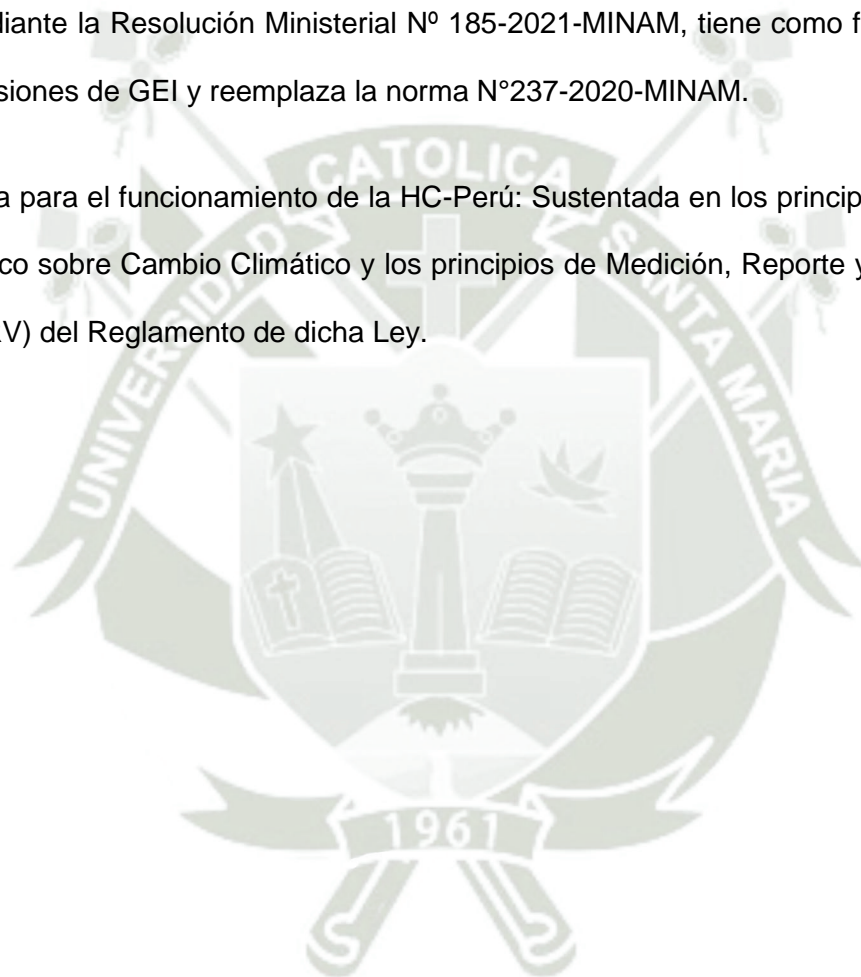 diante la Resolución Ministerial Nº 185-2021-MINAM, tiene como f
siones de GEI y reemplaza la norma N°237-2020-MINAM.
a para el funcionamiento de la HC-Perú: Sustentada en los princip
co sobre Cambio Climático y los principios de Medición, Reporte y
V) del Reglamento de dicha Ley.
UNIVERSIDAD CATOLICA SANTA MARIA
1961